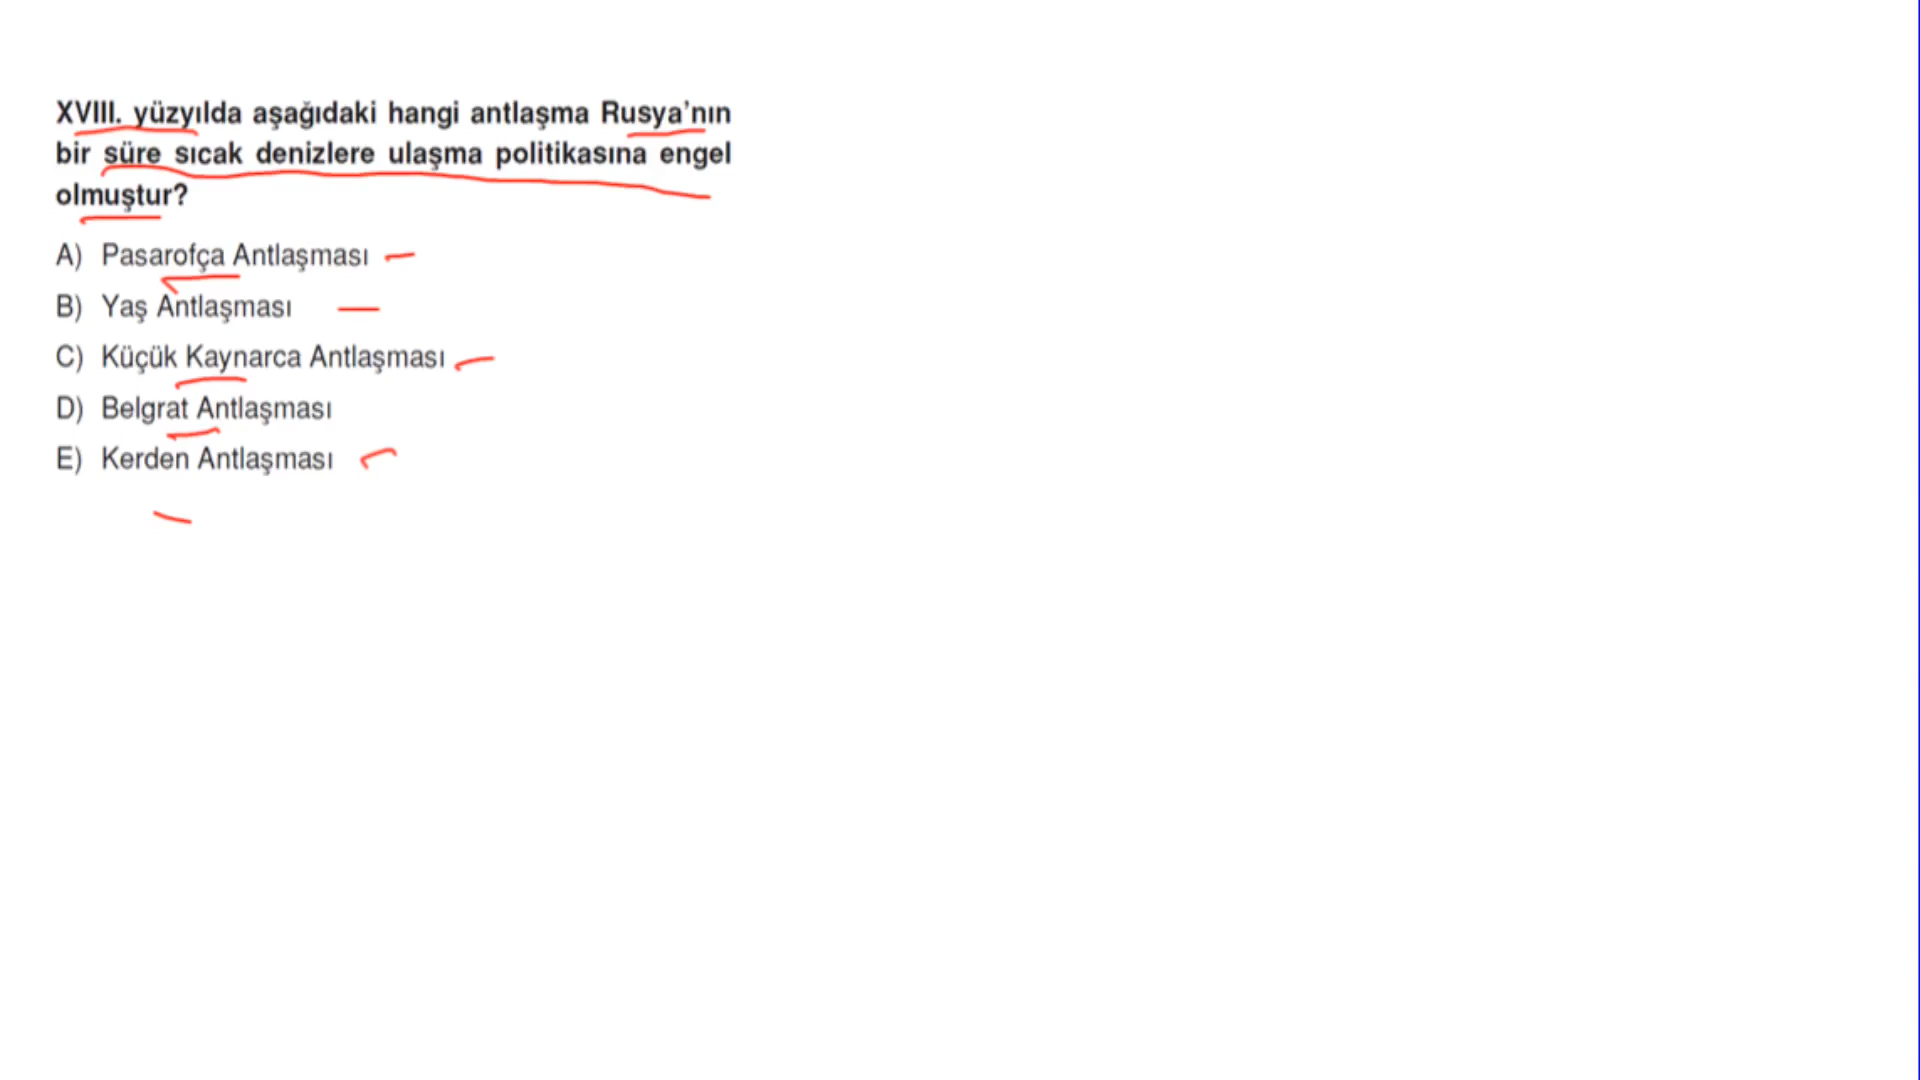 XVIII. yüzyılda aşağıdaki hangi antlaşma Rusya'nın
bir süre sıcak denizlere ulaşma politikasına engel
olmuştur?
A) Pasarofça Antlaşması
B) Yaş Antlaşması
C) Küçük Kaynarca Antlaşması
D) Belgrat Antlaşması
E) Kerden Antlaşması